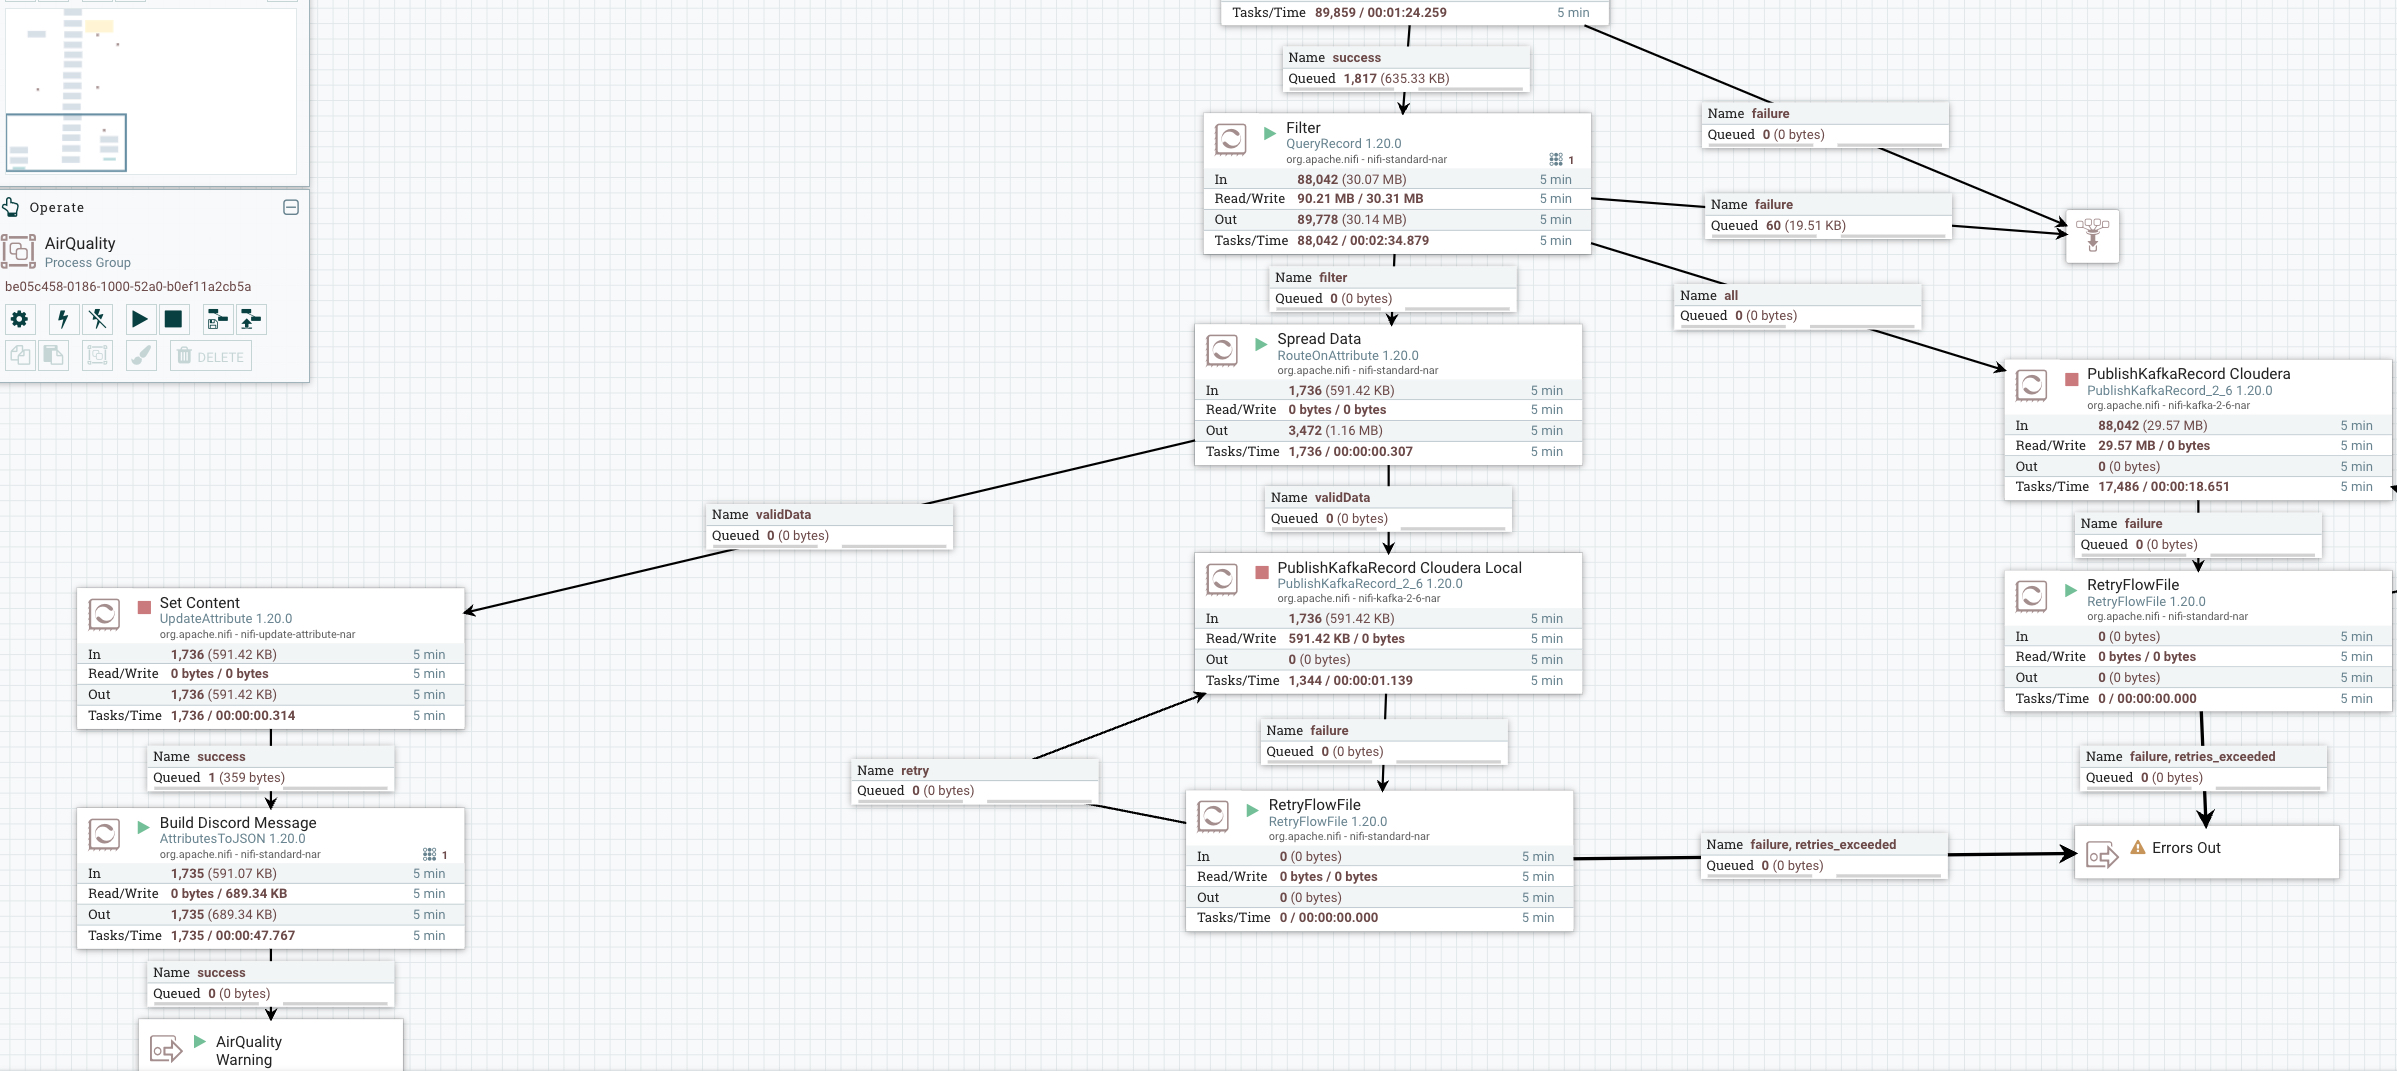 Tasks/Time 89,859 / 00:01:24.259 5 min
Name success
Queued 1,817 (635.33 KB)
Name failure
Queued 0 (0 bytes)
Filter
QueryRecord 1.20.0
org.apache.nifi - nifi-standard-nar
1
In 88,042 (30.07 MB) 5 min
Read/Write 90.21 MB / 30.31 MB 5 min
Out 89,778 (30.14 MB) 5 min
Tasks/Time 88,042 / 00:02:34.879 5 min
Name failure
Queued 60 (19.51 KB)
Operate
AirQuality
Process Group
be05c458-0186-1000-52a0-b0ef11a2cb5a
DELETE
Name filter
Queued 0 (0 bytes)
Name all
Queued 0 (0 bytes)
Spread Data
RouteOnAttribute 1.20.0
org.apache.nifi - nifi-standard-nar
In 1,736 (591.42 KB) 5 min
Read/Write 0 bytes / 0 bytes 5 min
Out 3,472 (1.16 MB) 5 min
Tasks/Time 1,736 / 00:00:00.307 5 min
PublishKafkaRecord Cloudera
PublishKafkaRecord_2_6 1.20.0
org.apache.nifi - nifi-kafka-2-6-nar
In 88,042 (29.57 MB) 5 min
Read/Write 29.57 MB / 0 bytes 5 min
Out 0 (0 bytes) 5 min
Tasks/Time 17,486 / 00:00:18.651 5 min
Name validData
Queued 0 (0 bytes)
Name validData
Queued 0 (0 bytes)
Name failure
Queued 0 (0 bytes)
Set Content
UpdateAttribute 1.20.0
org.apache.nifi - nifi-update-attribute-nar
In 1,736 (591.42 KB) 5 min
Read/Write 0 bytes / 0 bytes 5 min
Out 1,736 (591.42 KB) 5 min
Tasks/Time 1,736 / 00:00:00.314 5 min
PublishKafkaRecord Cloudera Local
PublishKafkaRecord_2_6 1.20.0
org.apache.nifi - nifi-kafka-2-6-nar
In 1,736 (591.42 KB) 5 min
Read/Write 591.42 KB / 0 bytes 5 min
Out 0 (0 bytes) 5 min
Tasks/Time 1,344 / 00:00:01.139 5 min
RetryFlowFile
RetryFlowFile 1.20.0
org.apache.nifi - nifi-standard-nar
In 0 (0 bytes) 5 min
Read/Write 0 bytes / 0 bytes 5 min
Out 0 (0 bytes) 5 min
Tasks/Time 0 / 00:00:00.000 5 min
Name success
Queued 1 (359 bytes)
Name retry
Queued 0 (0 bytes)
Name failure
Queued 0 (0 bytes)
Name failure, retries_exceeded
Queued 0 (0 bytes)
Build Discord Message
AttributesToJSON 1.20.0
org.apache.nifi - nifi-standard-nar
1
In 1,735 (591.07 KB) 5 min
Read/Write 0 bytes / 689.34 KB 5 min
Out 1,735 (689.34 KB) 5 min
Tasks/Time 1,735 / 00:00:47.767 5 min
RetryFlowFile
RetryFlowFile 1.20.0
org.apache.nifi - nifi-standard-nar
In 0 (0 bytes) 5 min
Read/Write 0 bytes / 0 bytes 5 min
Out 0 (0 bytes) 5 min
Tasks/Time 0 / 00:00:00.000 5 min
Name failure, retries_exceeded
Queued 0 (0 bytes)
Errors Out
Name success
Queued 0 (0 bytes)
AirQuality
Warning